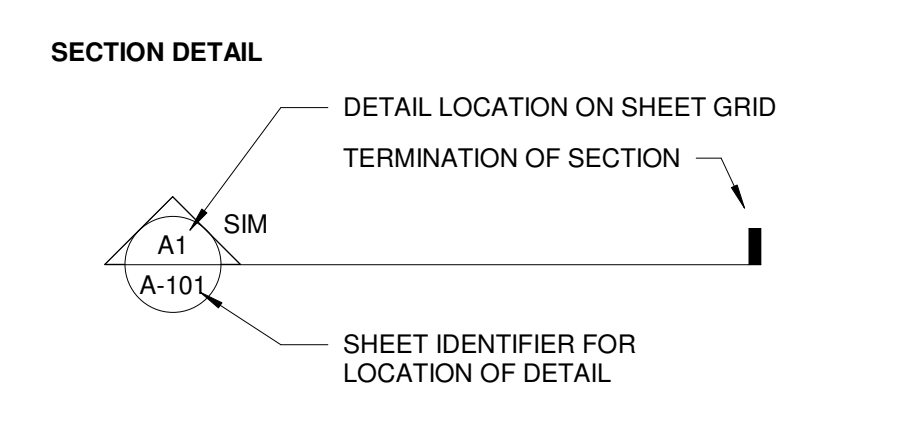 SECTION DETAIL
DETAIL LOCATION ON SHEET GRID
TERMINATION OF SECTION
SIM
A1
A-101
SHEET IDENTIFIER FOR
LOCATION OF DETAIL